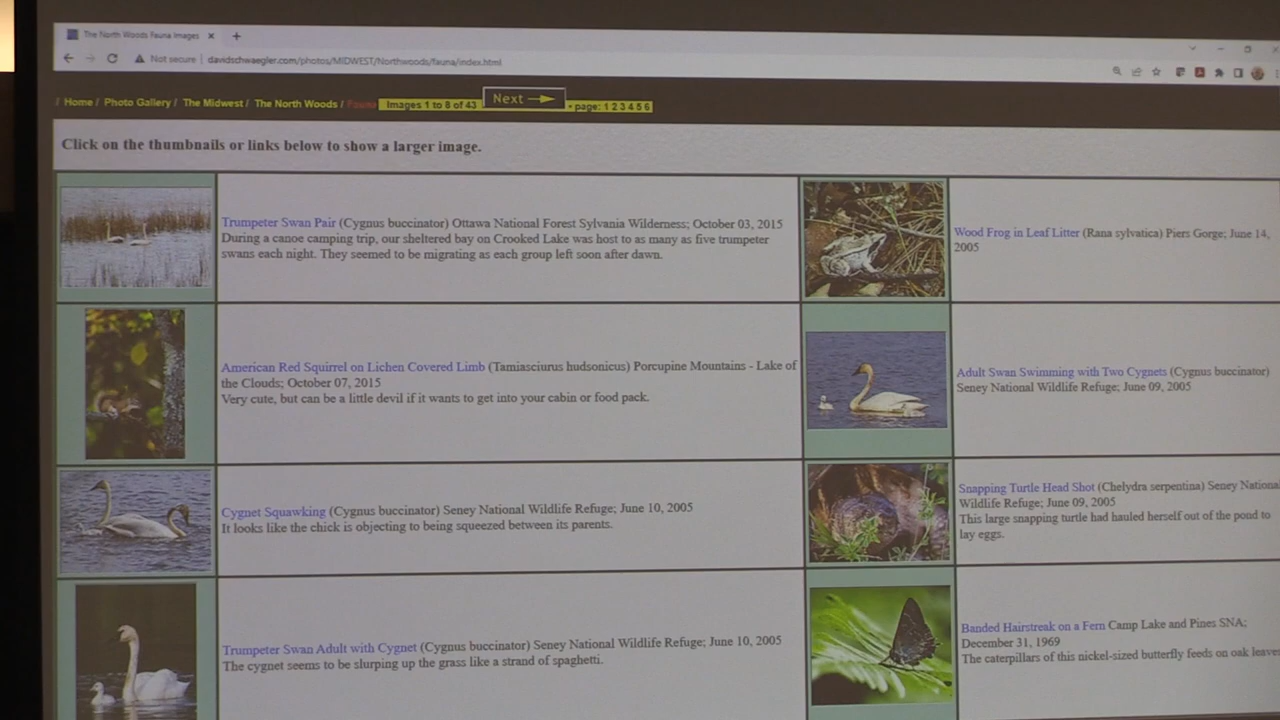 The North Woods Fauna Images
Not secure | davidschwaegler.com/photos/MIDWEST/Northwoods/fauna/index.html
/ Home / Photo Gallery / The Midwest / The North Woods / Fauna Images 1 to 8 of 43 Next • page: 1 2 3 4 5 6
Click on the thumbnails or links below to show a larger image.
Trumpeter Swan Pair (Cygnus buccinator) Ottawa National Forest Sylvania Wilderness; October 03, 2015
During a canoe camping trip, our sheltered bay on Crooked Lake was host to as many as five trumpeter
swans each night. They seemed to be migrating as each group left soon after dawn.
Wood Frog in Leaf Litter (Rana sylvatica) Piers Gorge; June 14,
2005
American Red Squirrel on Lichen Covered Limb (Tamiasciurus hudsonicus) Porcupine Mountains - Lake of
the Clouds; October 07, 2015
Very cute, but can be a little devil if it wants to get into your cabin or food pack.
Adult Swan Swimming with Two Cygnets (Cygnus buccinator)
Seney National Wildlife Refuge; June 09, 2005
Cygnet Squawking (Cygnus buccinator) Seney National Wildlife Refuge; June 10, 2005
It looks like the chick is objecting to being squeezed between its parents.
Snapping Turtle Head Shot (Chelydra serpentina) Seney Nationa
Wildlife Refuge; June 09, 2005
This large snapping turtle had hauled herself out of the pond to
lay eggs.
Trumpeter Swan Adult with Cygnet (Cygnus buccinator) Seney National Wildlife Refuge; June 10, 2005
The cygnet seems to be slurping up the grass like a strand of spaghetti.
Banded Hairstreak on a Fern Camp Lake and Pines SNA;
December 31, 1969
The caterpillars of this nickel-sized butterfly feeds on oak leave